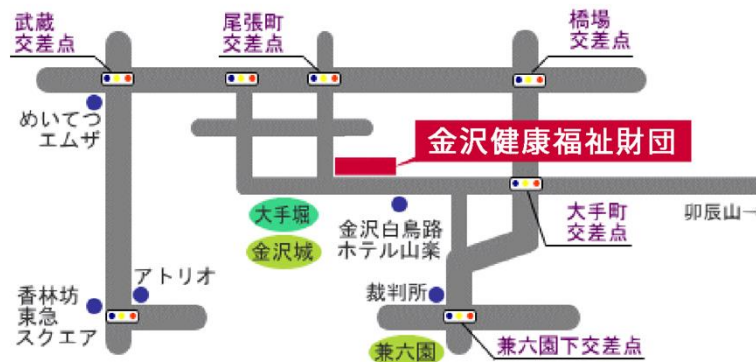 武蔵
交差点
尾張町
交差点
橋場
交差点
めいてつ
エムザ
金沢健康福祉財団
大手堀
金沢城
金沢白鳥路
ホテル山楽
大手町
交差点
卯辰山→
アトリオ
香林坊
東急
スクエア
裁判所
兼六園
兼六園下交差点